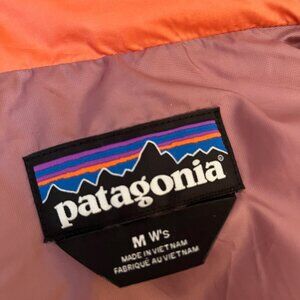 patagonia®
M W's
MADE IN VIETNAM
FABRIQUÉ AU VIETNAM